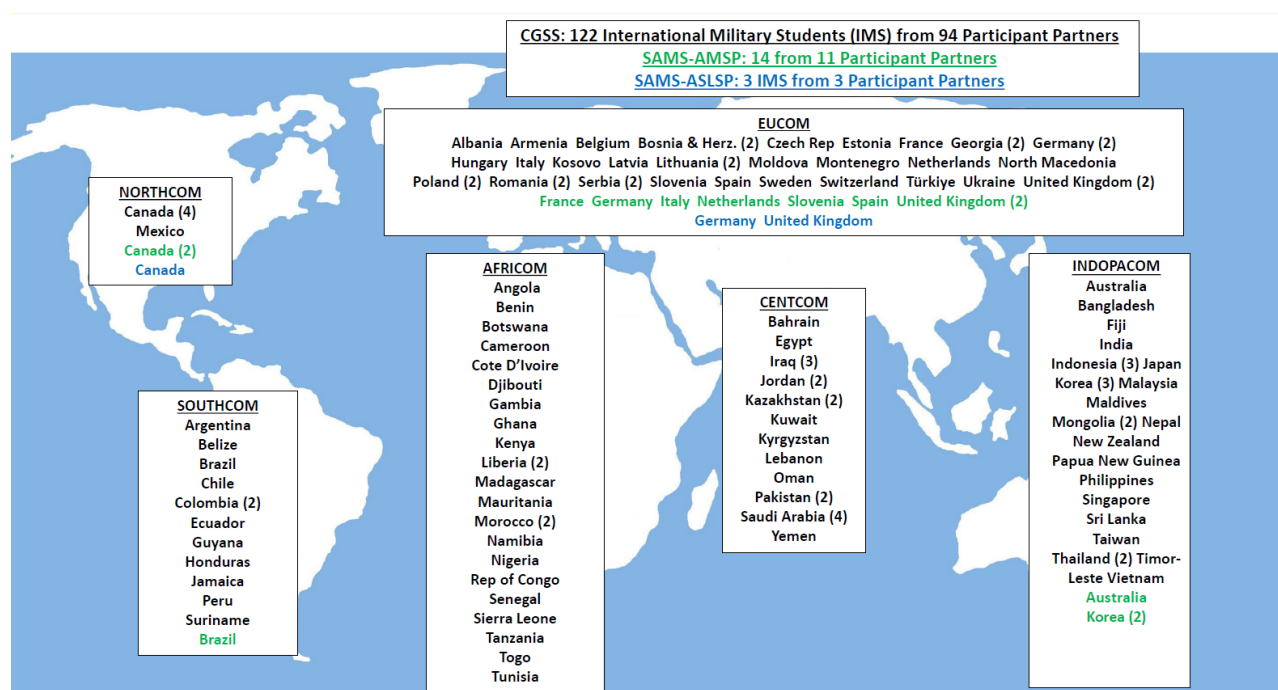 CGSS: 122 International Military Students (IMS) from 94 Participant Partners
SAMS-AMSP: 14 from 11 Participant Partners
SAMS-ASLSP: 3 IMS from 3 Participant Partners
EUCOM
Albania Armenia Belgium Bosnia & Herz. (2) Czech Rep Estonia France Georgia (2) Germany (2)
Hungary Italy Kosovo Latvia Lithuania (2) Moldova Montenegro Netherlands North Macedonia
Poland (2) Romania (2) Serbia (2) Slovenia Spain Sweden Switzerland Türkiye Ukraine United Kingdom (2)
France Germany Italy Netherlands Slovenia Spain United Kingdom (2)
Germany United Kingdom
NORTHCOM
Canada (4)
Mexico
Canada (2)
Canada
SOUTHCOM
Argentina
Belize
Brazil
Chile
Colombia (2)
Ecuador
Guyana
Honduras
Jamaica
Peru
Suriname
Brazil
AFRICOM
Angola
Benin
Botswana
Cameroon
Cote D'Ivoire
Djibouti
Gambia
Ghana
Kenya
Liberia (2)
Madagascar
Mauritania
Morocco (2)
Namibia
Nigeria
Rep of Congo
Senegal
Sierra Leone
Tanzania
Togo
Tunisia
CENTCOM
Bahrain
Egypt
Iraq (3)
Jordan (2)
Kazakhstan (2)
Kuwait
Kyrgyzstan
Lebanon
Oman
Pakistan (2)
Saudi Arabia (4)
Yemen
INDOPACOM
Australia
Bangladesh
Fiji
India
Indonesia (3) Japan
Korea (3) Malaysia
Maldives
Mongolia (2) Nepal
New Zealand
Papua New Guinea
Philippines
Singapore
Sri Lanka
Taiwan
Thailand (2) Timor-
Leste Vietnam
Australia
Korea (2)